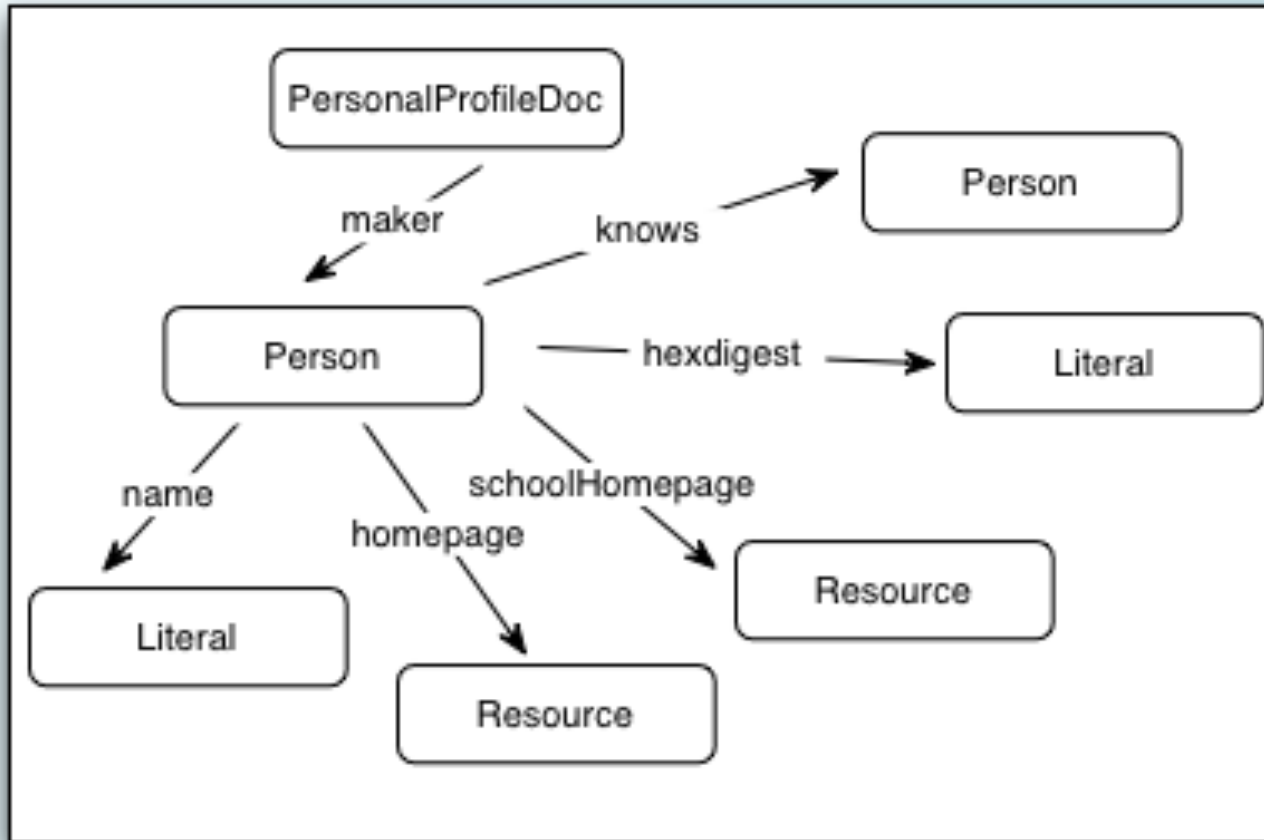 PersonalProfileDoc
Person
maker
knows
Person
hexdigest
Literal
name
schoolHomepage
homepage
Resource
Literal
Resource